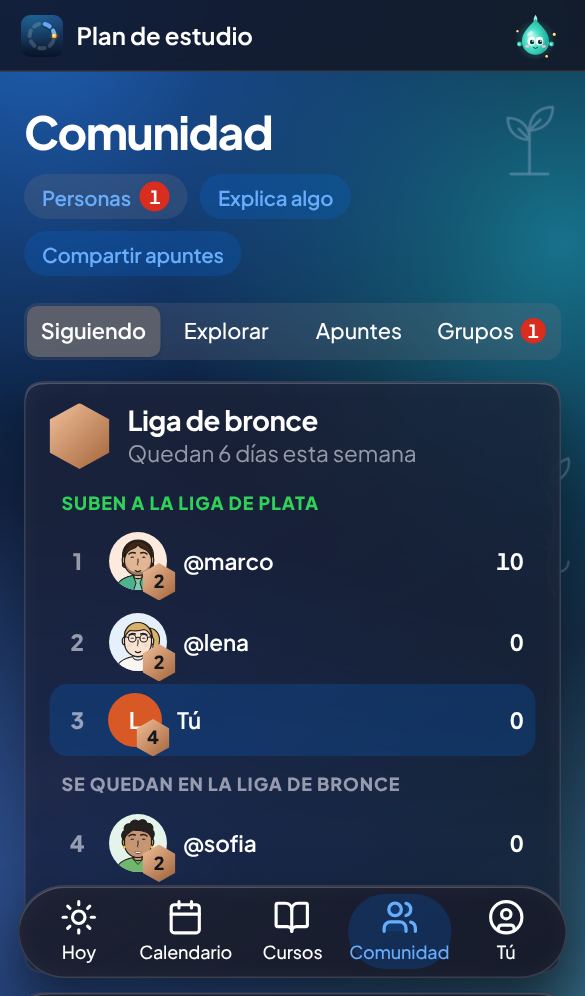 Plan de estudio
Comunidad
Personas 1
Explica algo
Compartir apuntes
Siguiendo
Explorar
Apuntes
Grupos 1
Liga de bronce
Quedan 6 días esta semana
SUBEN A LA LIGA DE PLATA
1 2 @marco 10
2 2 @lena 0
3 L 4 Tú 0
SE QUEDAN EN LA LIGA DE BRONCE
4 2 @sofia 0
Hoy
Calendario
Cursos
Comunidad
Tú